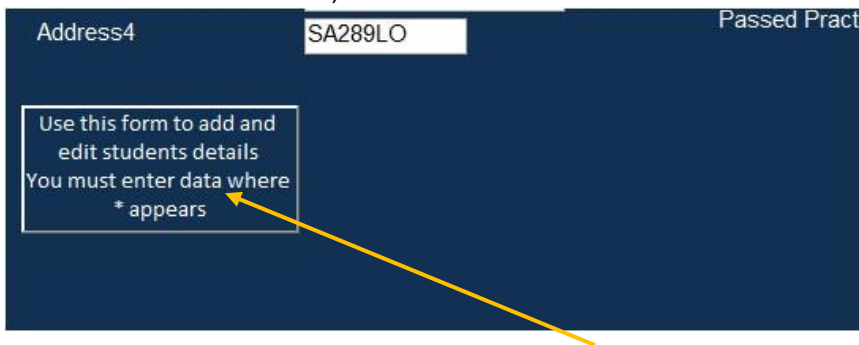 Address4 SA289LO Passed Pract
Use this form to add and
edit students details
You must enter data where
* appears